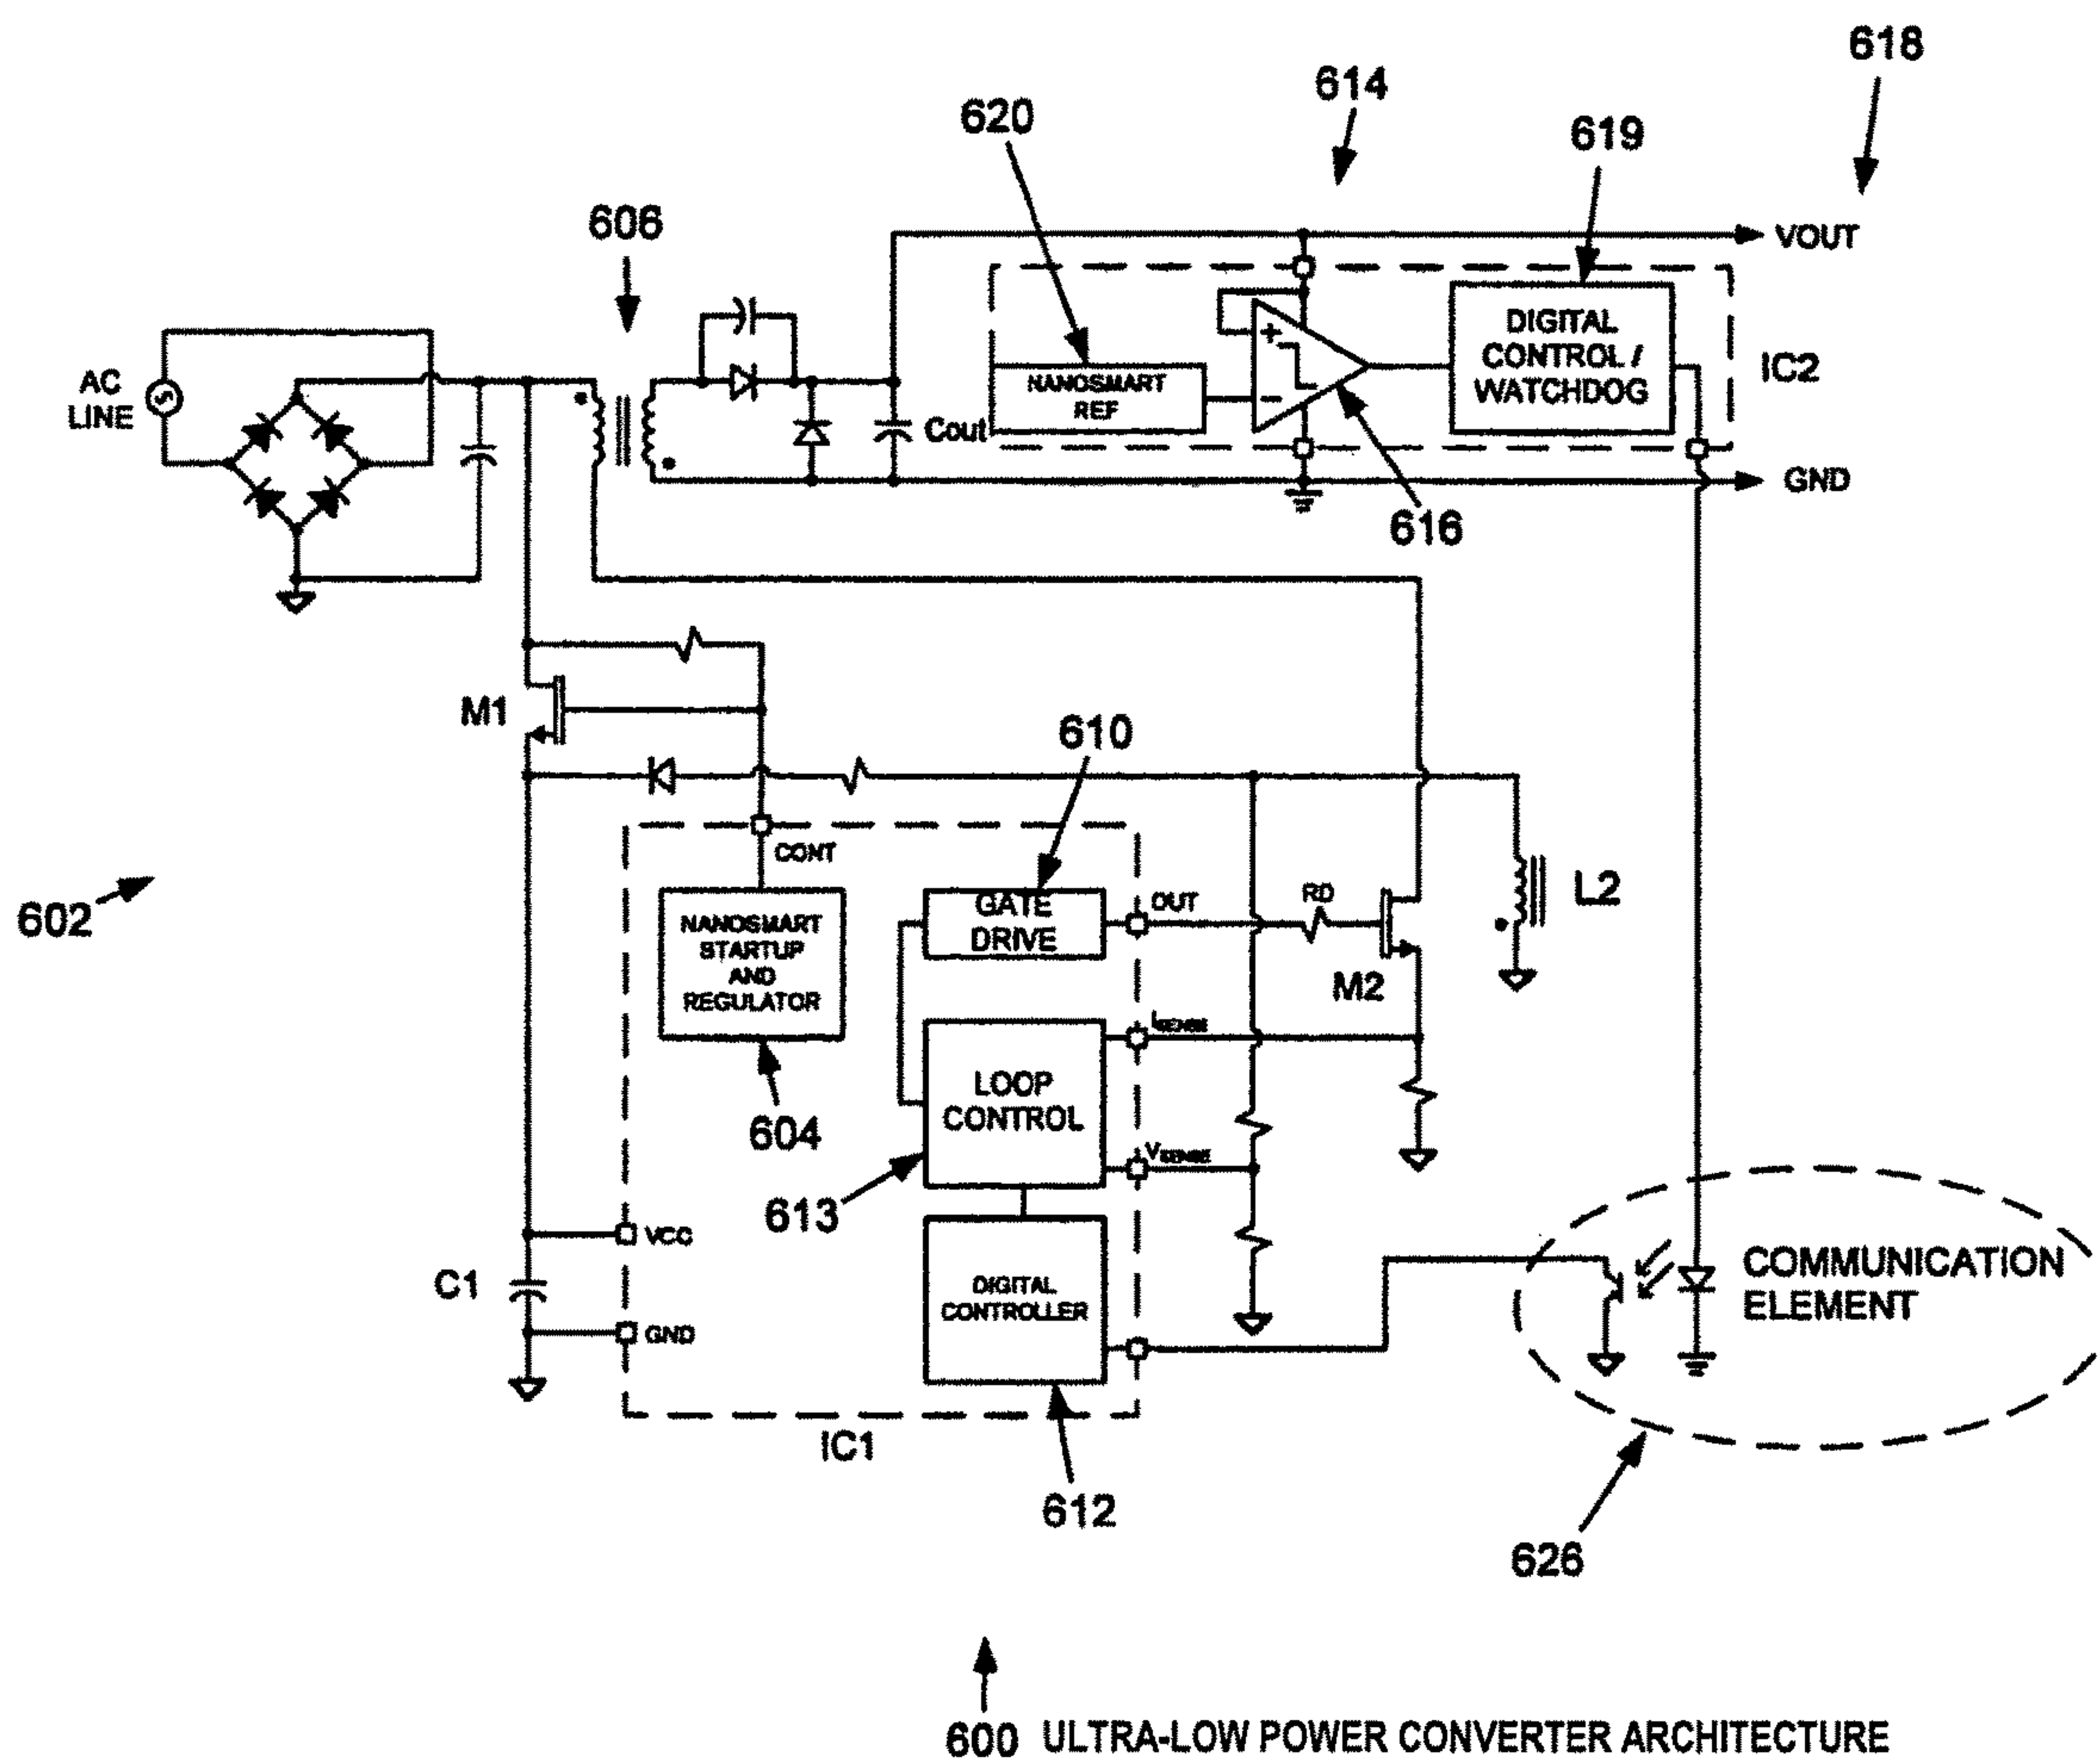 618
614
620
619
606
VOUT
AC
LINE
+
−
NANOSMART
REF
DIGITAL
CONTROL /
WATCHDOG
IC2
Cout
GND
616
M1
610
CONT
602
NANOSMART
STARTUP
AND
REGULATOR
GATE
DRIVE
OUT
RD
L2
M2
ISENSE
604
LOOP
CONTROL
VSENSE
613
VCC
C1
GND
DIGITAL
CONTROLLER
COMMUNICATION
ELEMENT
IC1
612
626
600 ULTRA-LOW POWER CONVERTER ARCHITECTURE